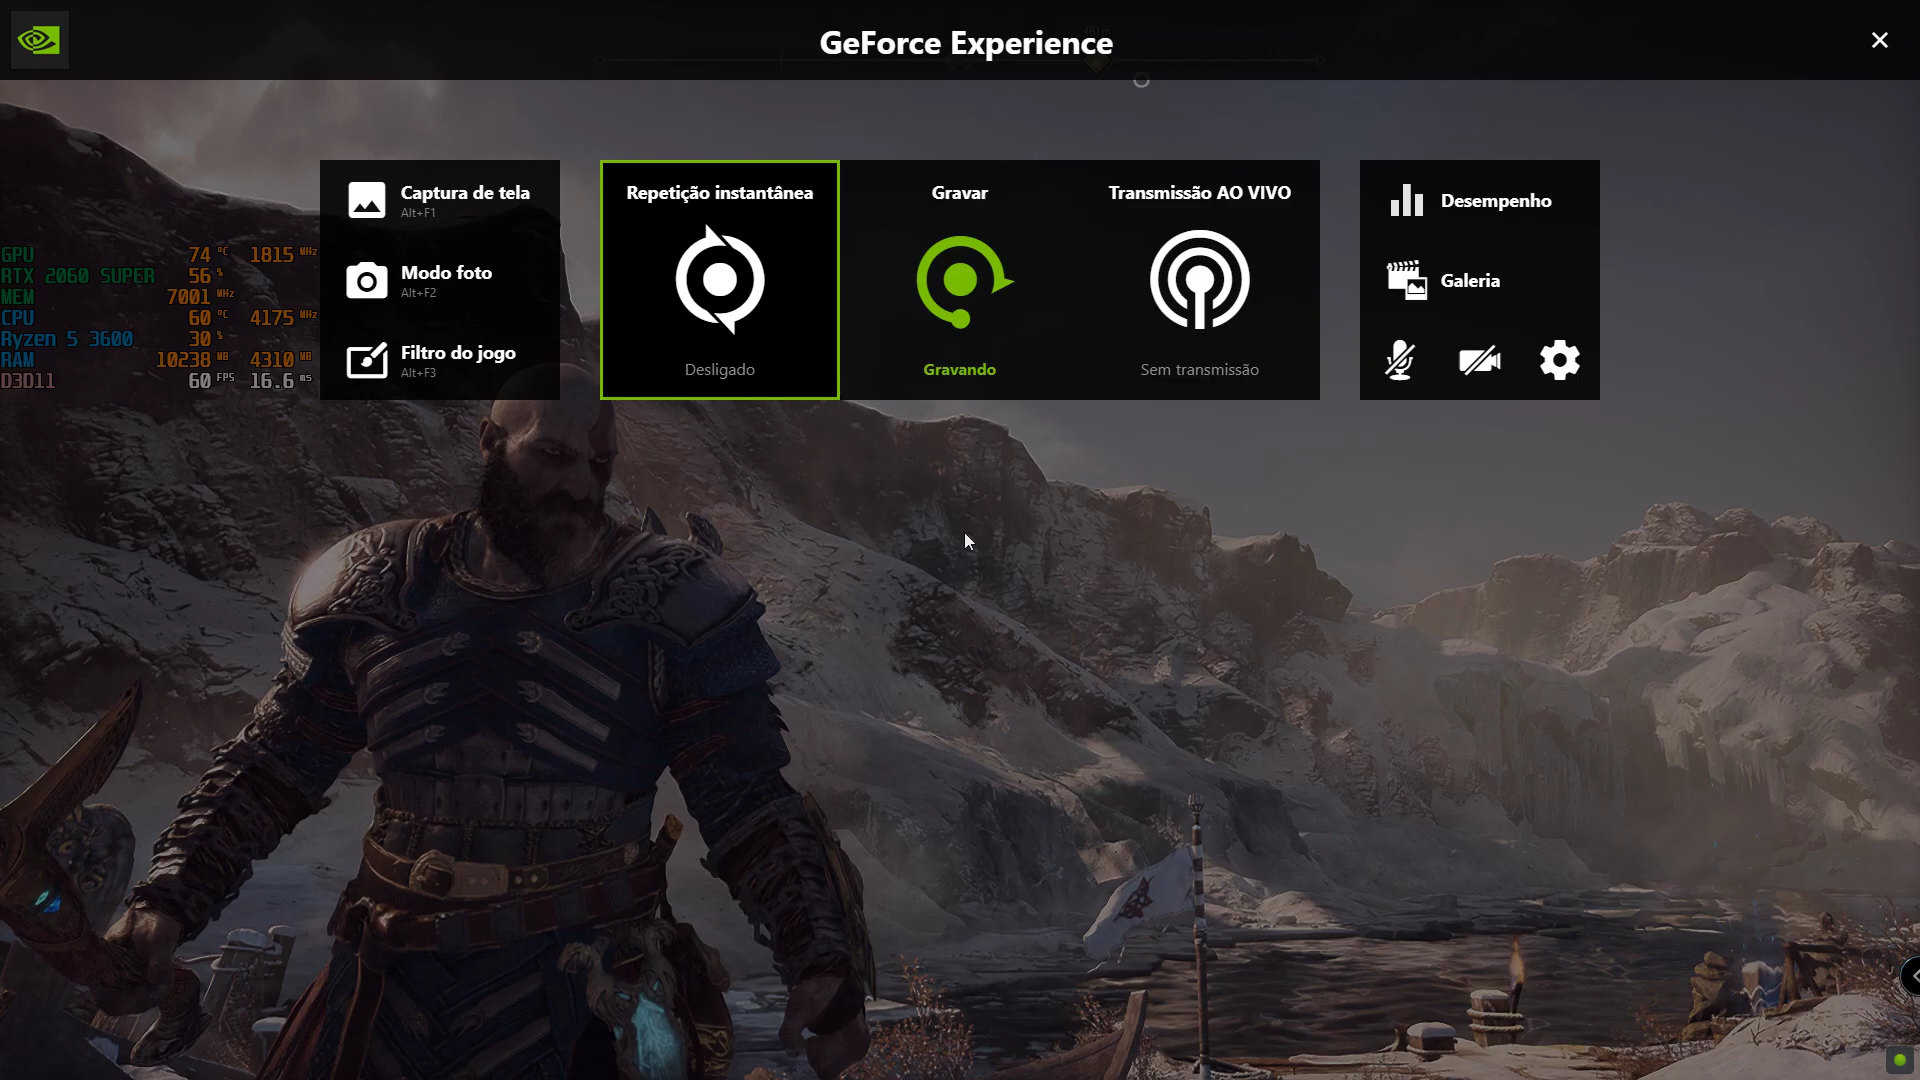 GeForce Experience
Captura de tela
Alt+F1
Modo foto
Alt+F2
Filtro do jogo
Alt+F3
Repetição instantânea
Desligado
Gravar
Gravando
Transmissão AO VIVO
Sem transmissão
Desempenho
Galeria
GPU 74 °C 1815 MHz
RTX 2060 SUPER 56 %
MEM 7001 MHz
CPU 60 °C 4175 MHz
Ryzen 5 3600 30 %
RAM 10238 MB 4310 MB
D3D11 60 FPS 16.6 ms